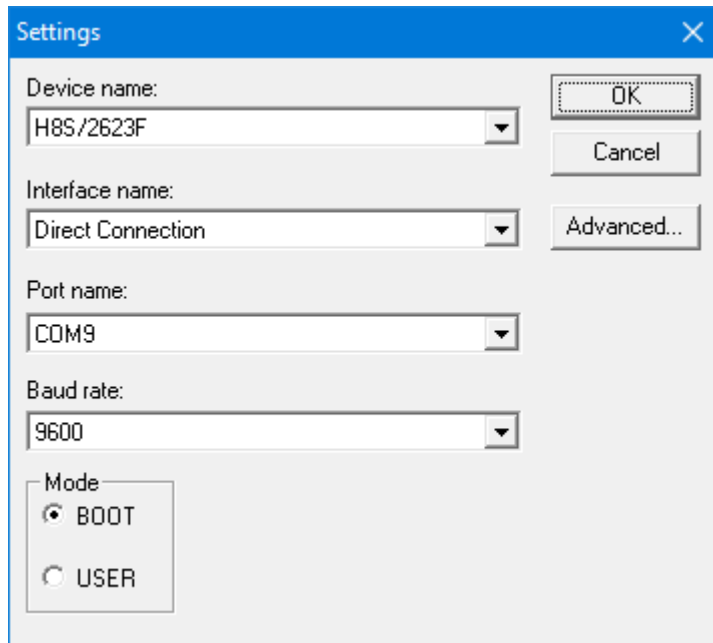 Settings
Device name:
H8S/2623F
OK
Cancel
Interface name:
Direct Connection
Advanced...
Port name:
COM9
Baud rate:
9600
Mode
BOOT
USER